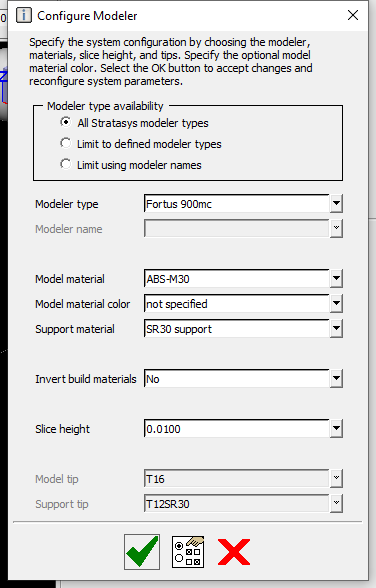 Configure Modeler
Specify the system configuration by choosing the modeler,
materials, slice height, and tips. Specify the optional model
material color. Select the OK button to accept changes and
reconfigure system parameters.
Modeler type availability
All Stratasys modeler types
Limit to defined modeler types
Limit using modeler names
Modeler type Fortus 900mc
Modeler name
Model material ABS-M30
Model material color not specified
Support material SR30 support
Invert build materials No
Slice height 0.0100
Model tip T16
Support tip T12SR30